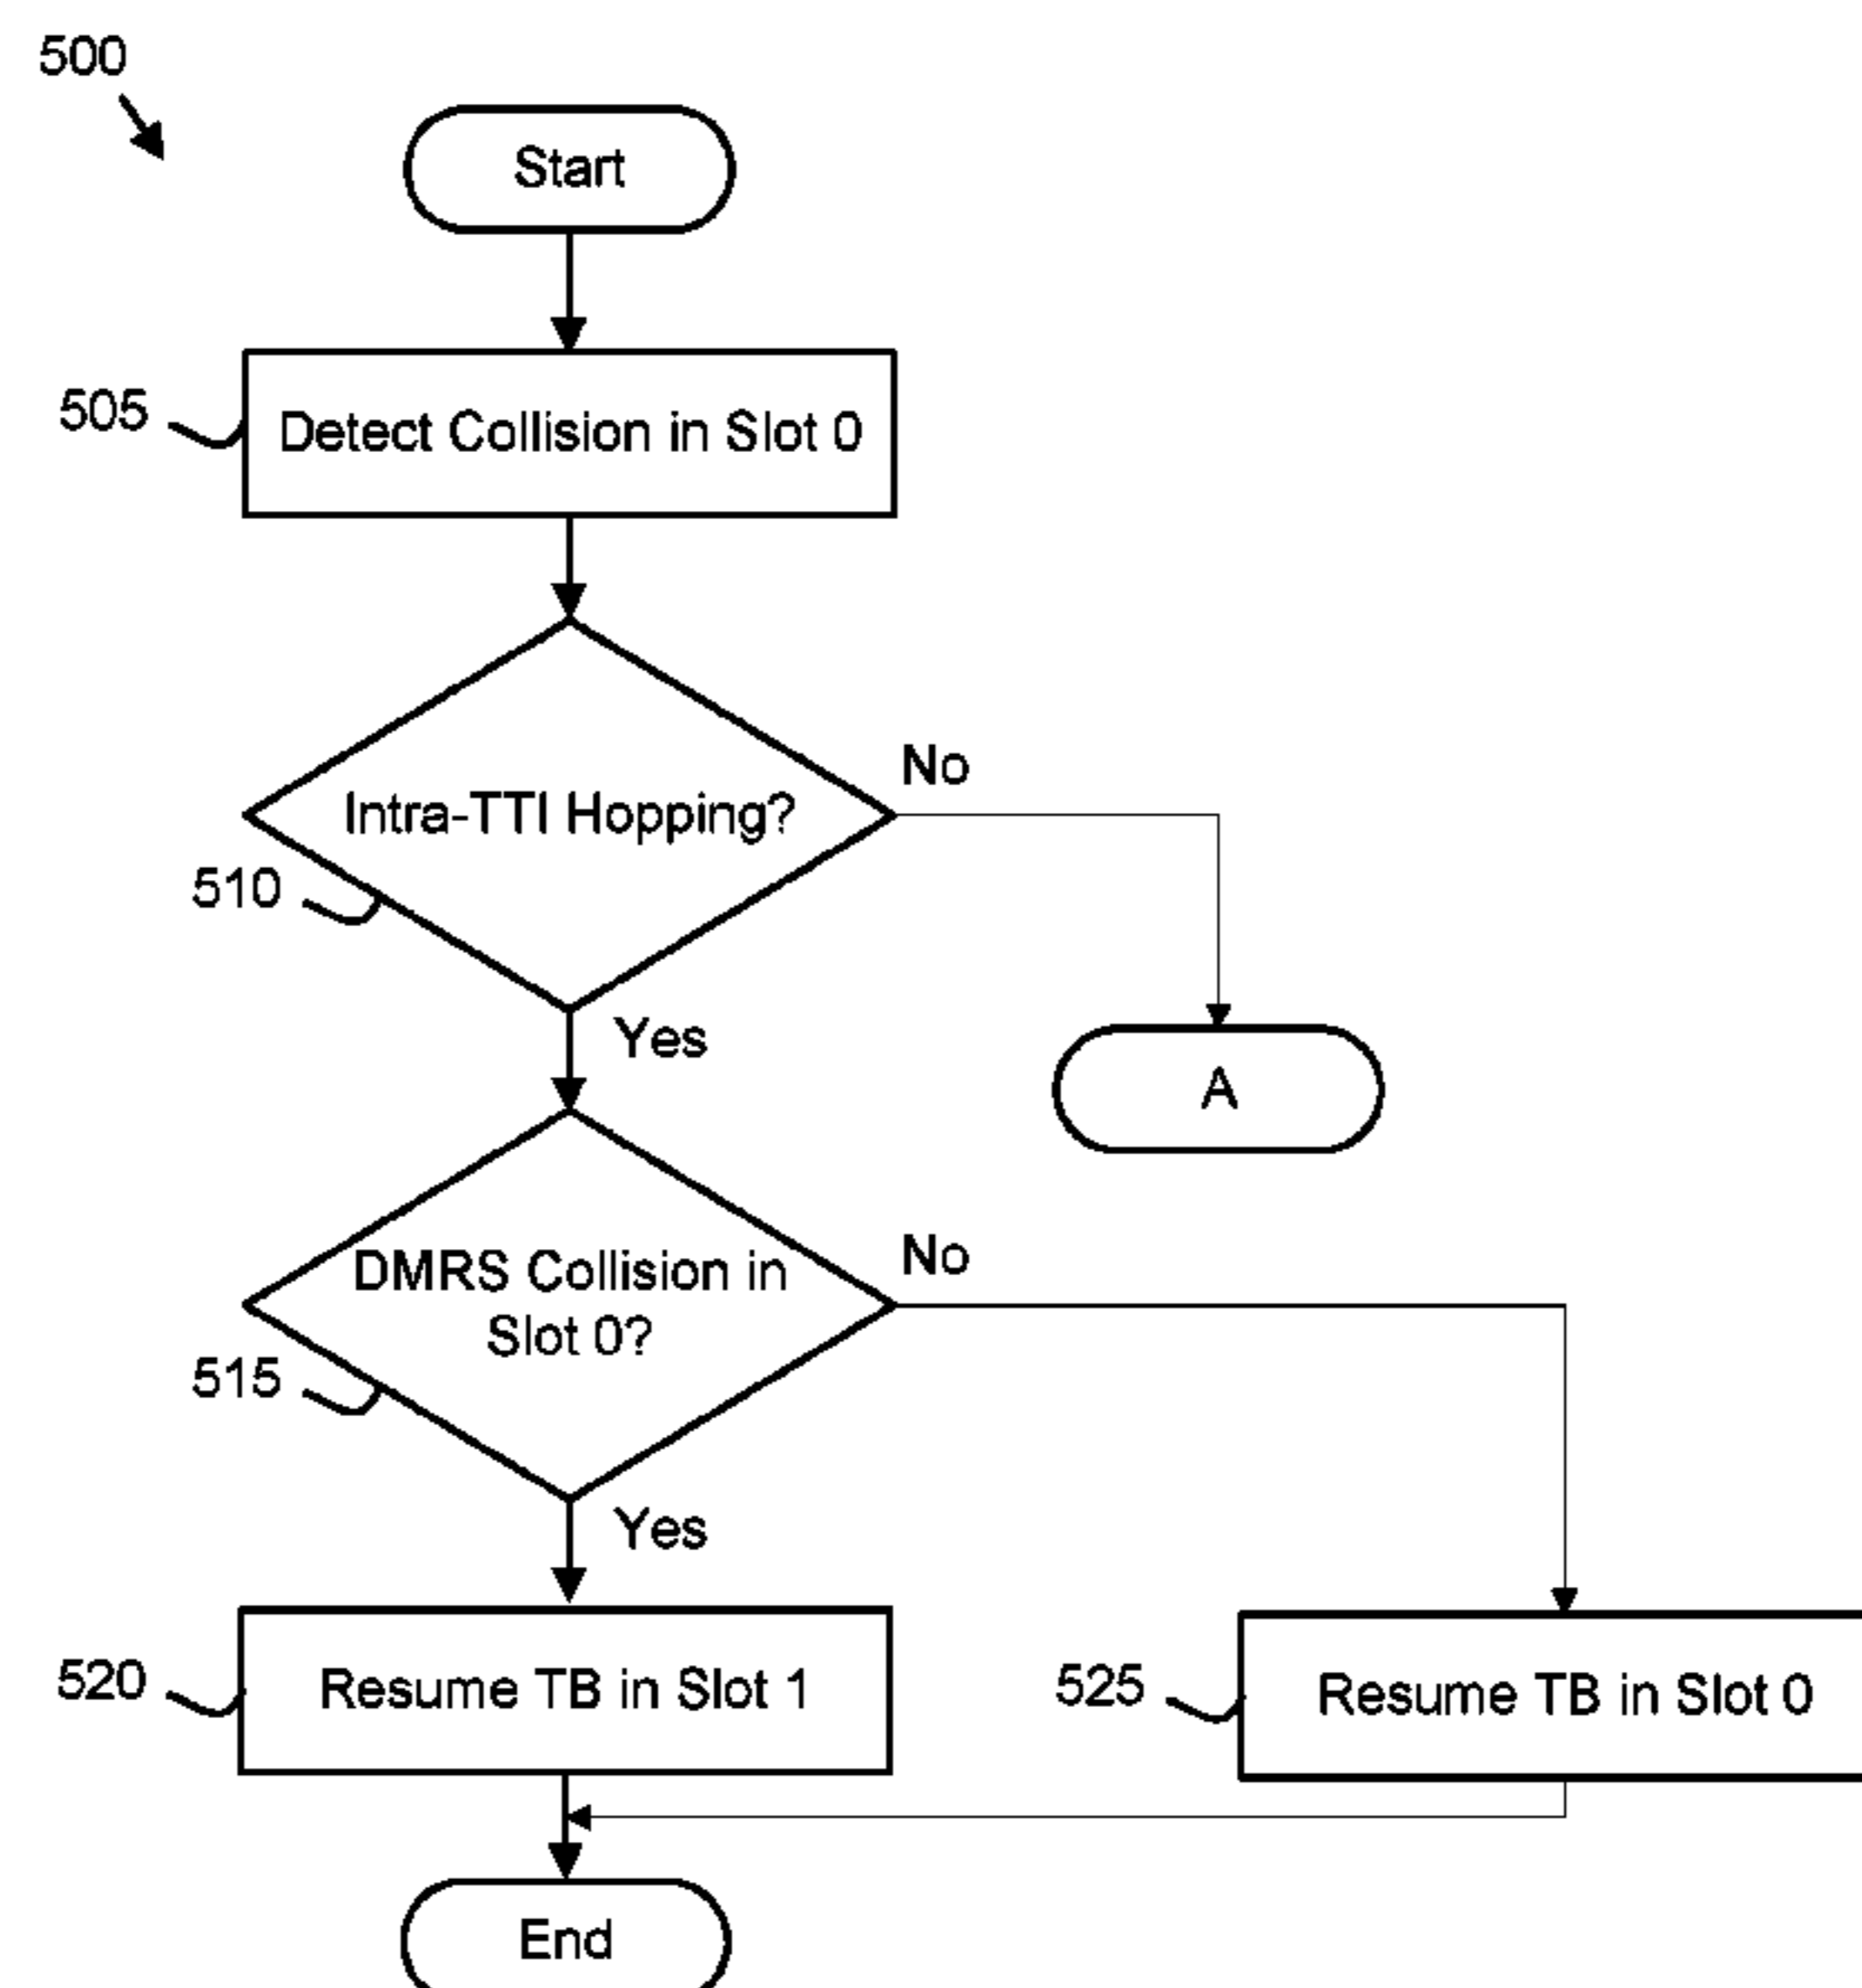 500
Start
505
Detect Collision in Slot 0
Intra-TTI Hopping?
No
510
Yes
A
DMRS Collision in
Slot 0?
No
515
Yes
520
Resume TB in Slot 1
525
Resume TB in Slot 0
End